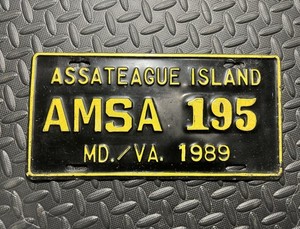 ASSATEAGUE ISLAND
AMSA 195
MD./VA. 1989